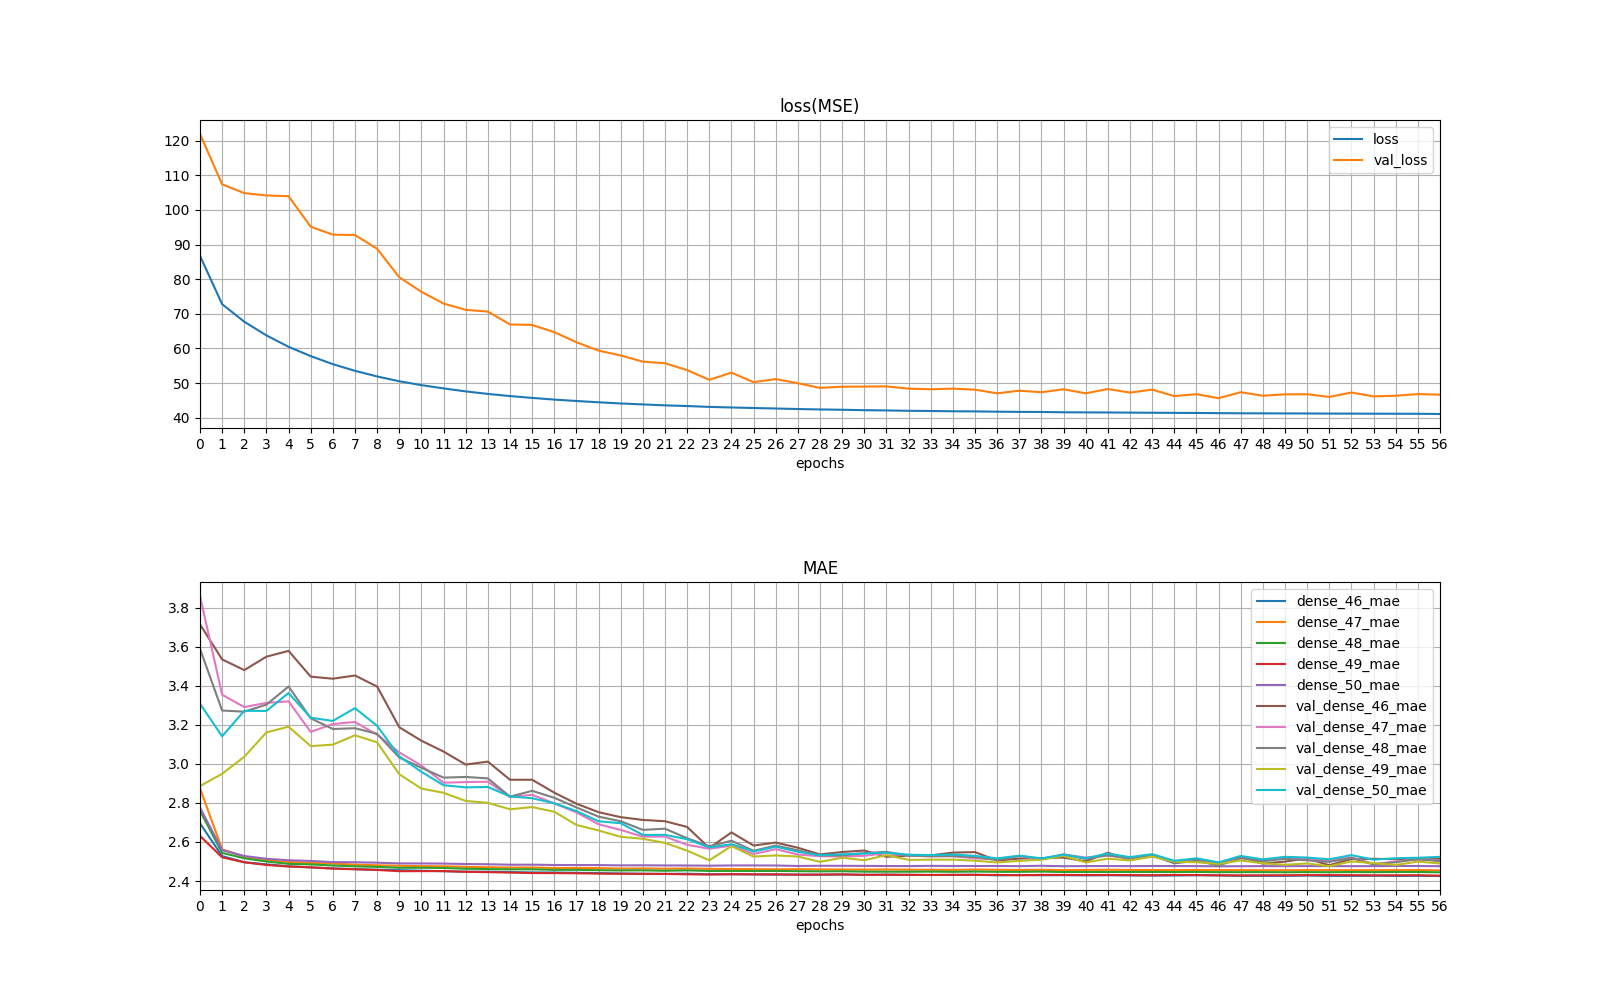 loss(MSE)
120
110
100
90
80
70
60
50
40
loss
val_loss
0 1 2 3 4 5 6 7 8 9 10 11 12 13 14 15 16 17 18 19 20 21 22 23 24 25 26 27 28 29 30 31 32 33 34 35 36 37 38 39 40 41 42 43 44 45 46 47 48 49 50 51 52 53 54 55 56
epochs
MAE
3.8
3.6
3.4
3.2
3.0
2.8
2.6
2.4
dense_46_mae
dense_47_mae
dense_48_mae
dense_49_mae
dense_50_mae
val_dense_46_mae
val_dense_47_mae
val_dense_48_mae
val_dense_49_mae
val_dense_50_mae
0 1 2 3 4 5 6 7 8 9 10 11 12 13 14 15 16 17 18 19 20 21 22 23 24 25 26 27 28 29 30 31 32 33 34 35 36 37 38 39 40 41 42 43 44 45 46 47 48 49 50 51 52 53 54 55 56
epochs